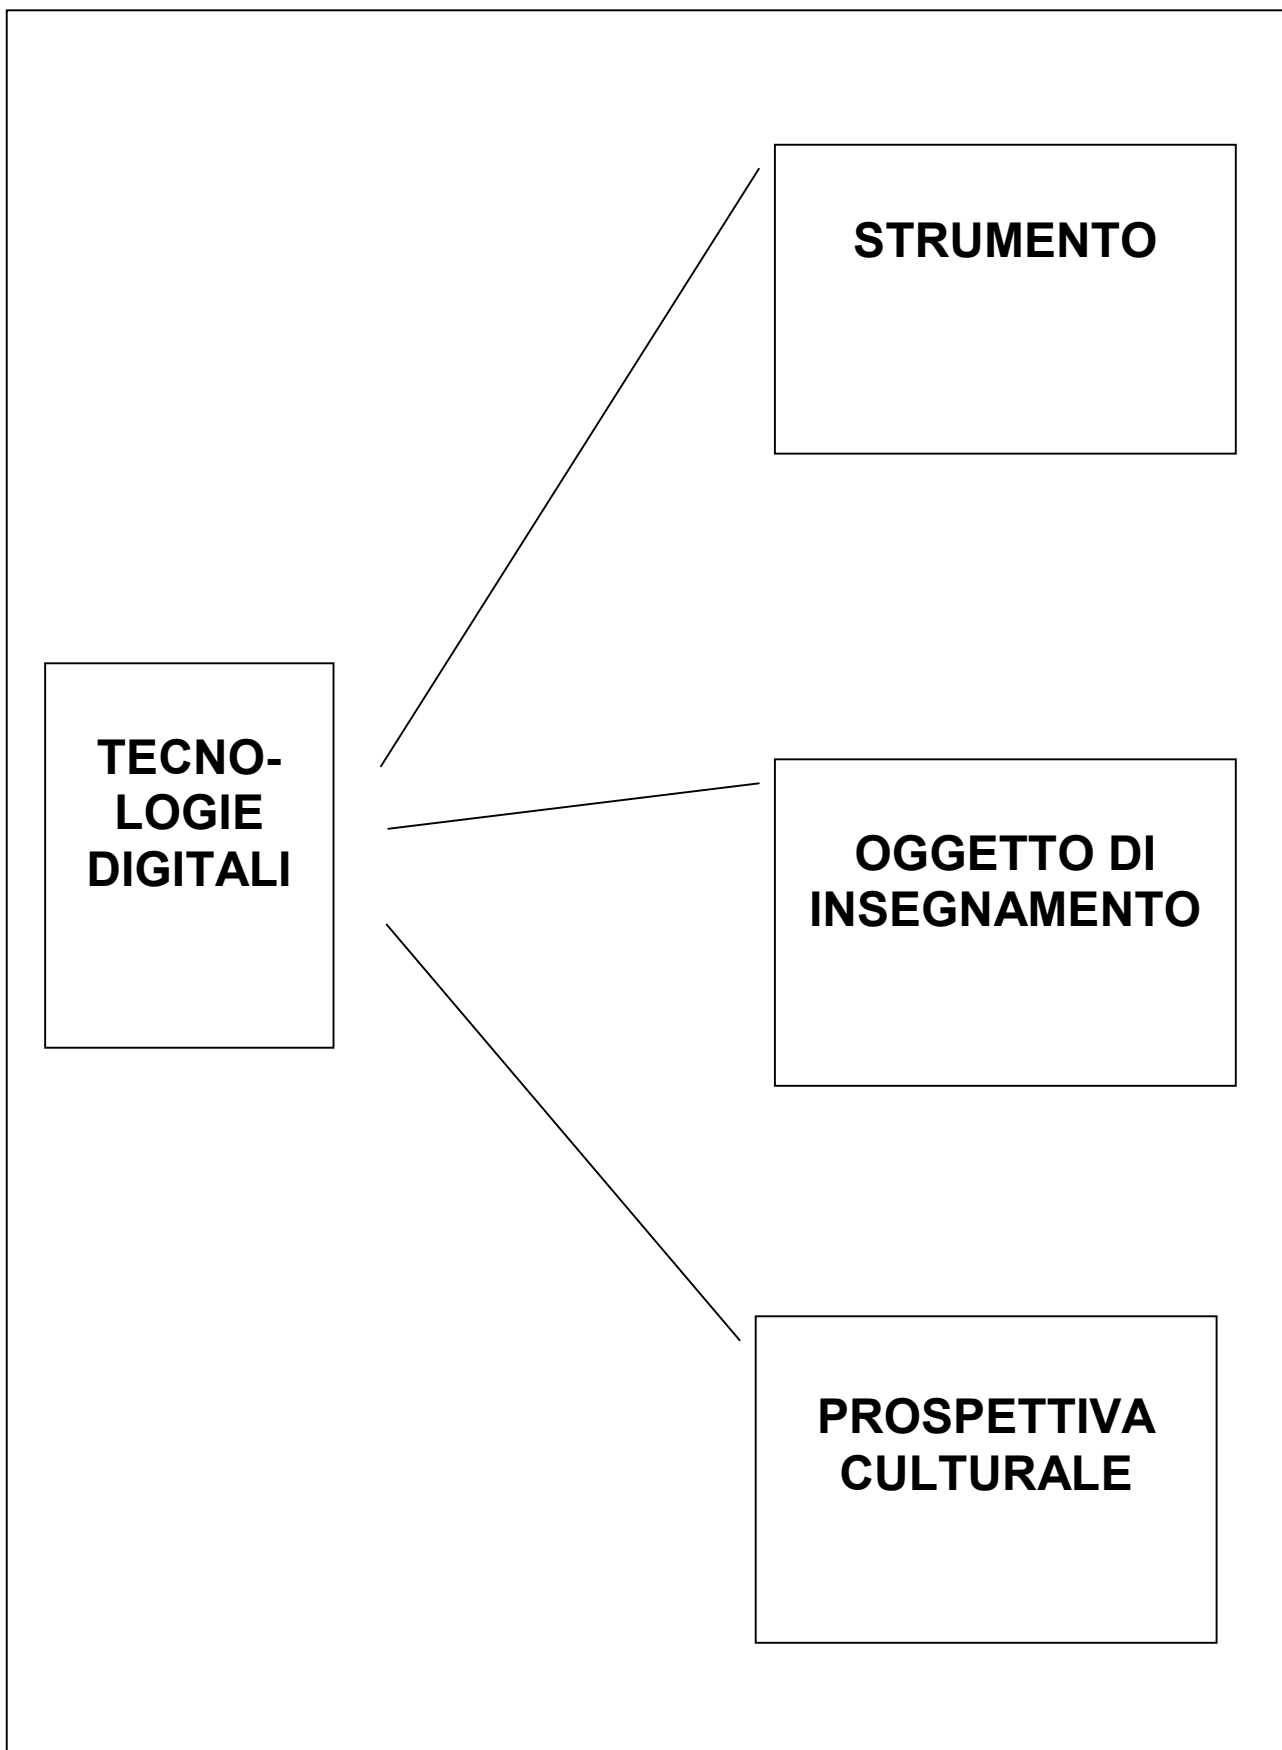 STRUMENTO
TECNO-
LOGIE
DIGITALI
OGGETTO DI
INSEGNAMENTO
PROSPETTIVA
CULTURALE